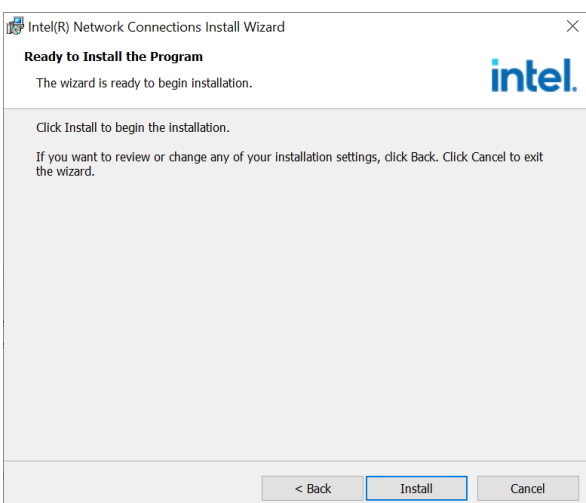 Intel(R) Network Connections Install Wizard
Ready to Install the Program
The wizard is ready to begin installation.
intel.
Click Install to begin the installation.
If you want to review or change any of your installation settings, click Back. Click Cancel to exit
the wizard.
< Back
Install
Cancel